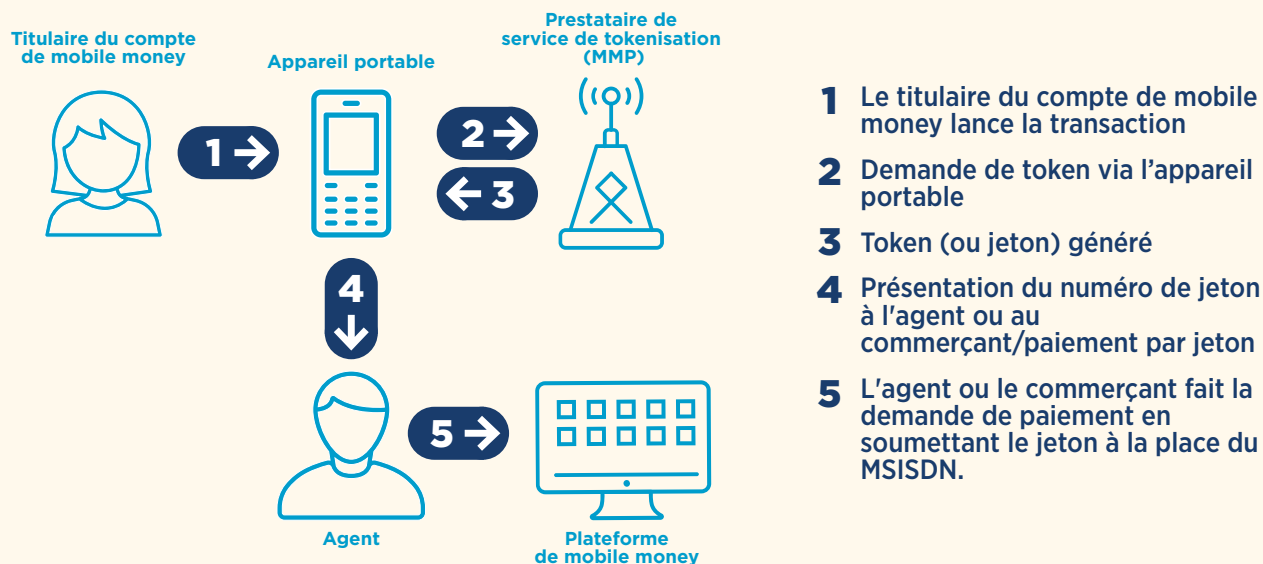 Titulaire du compte
de mobile money
Appareil portable
Prestataire de
service de tokenisation
(MMP)
1
2
3
4
5
Agent
Plateforme
de mobile money
1 Le titulaire du compte de mobile
money lance la transaction
2 Demande de token via l’appareil
portable
3 Token (ou jeton) généré
4 Présentation du numéro de jeton
à l'agent ou au
commerçant/paiement par jeton
5 L'agent ou le commerçant fait la
demande de paiement en
soumettant le jeton à la place du
MSISDN.